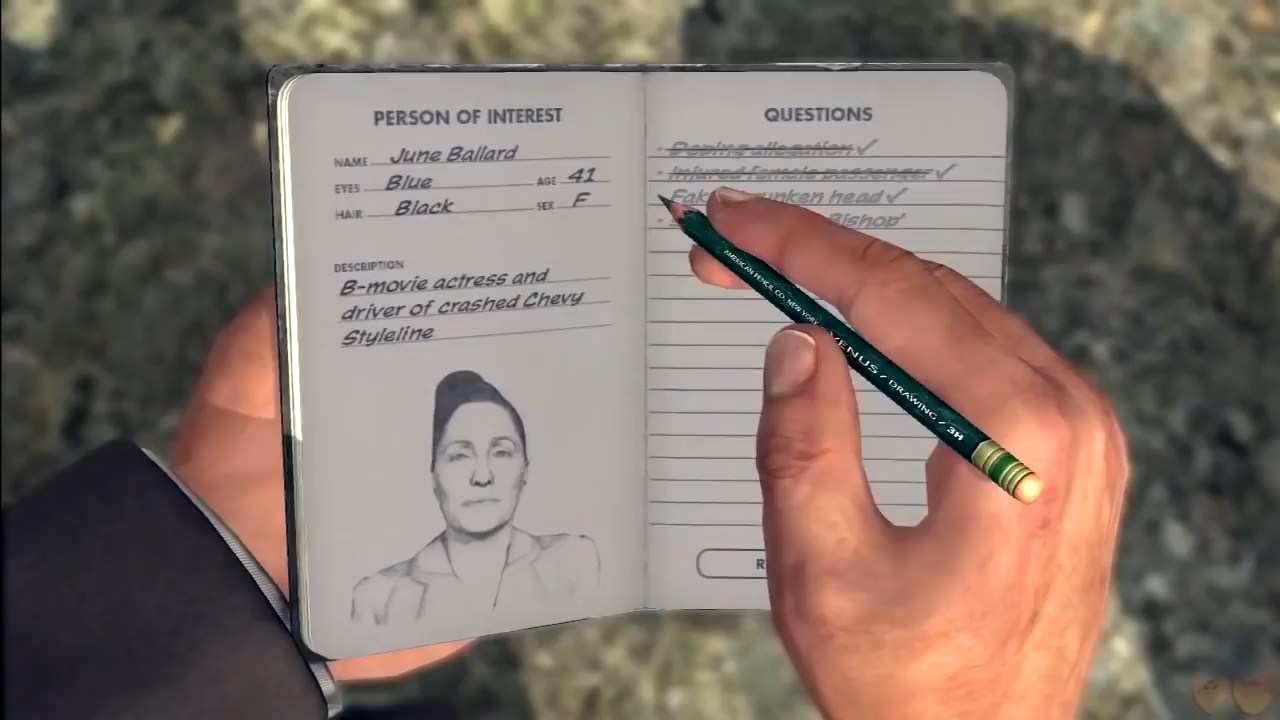 PERSON OF INTEREST
NAME June Ballard
EYES Blue AGE 41
HAIR Black SEX F
DESCRIPTION
B-movie actress and
driver of crashed Chevy
Styleline
QUESTIONS
Doping allegation ✓
Injured female passenger ✓
Fake head ✓
Bishop'
AMERICAN PENCIL CO. NEW YORK VENUS / DRAWING / 3H